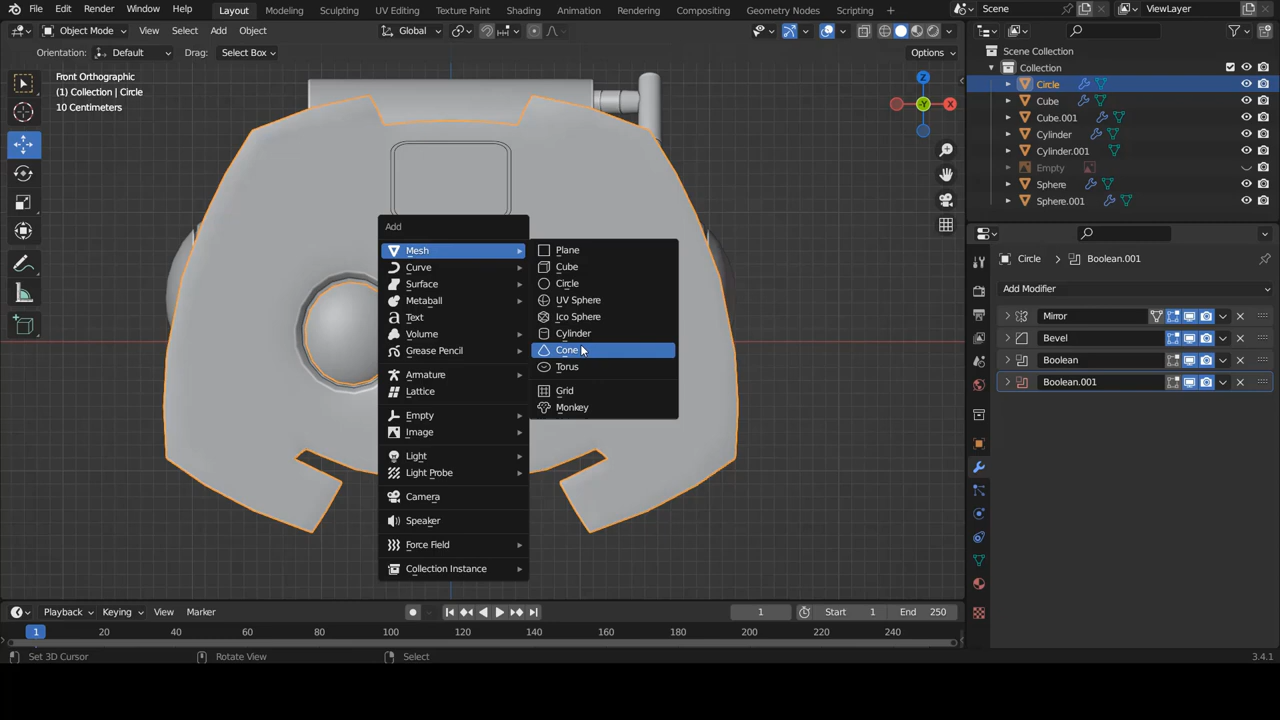 File Edit Render Window Help
Layout Modeling Sculpting UV Editing Texture Paint Shading Animation Rendering Compositing Geometry Nodes Scripting
Scene
ViewLayer
Object Mode View Select Add Object
Global
Orientation: Default Drag: Select Box
Options
Front Orthographic
(1) Collection | Circle
10 Centimeters
Z
-Y
X
Add
Mesh
Curve
Surface
Metaball
Text
Volume
Grease Pencil
Armature
Lattice
Empty
Image
Light
Light Probe
Camera
Speaker
Force Field
Collection Instance
Plane
Cube
Circle
UV Sphere
Ico Sphere
Cylinder
Cone
Torus
Grid
Monkey
Scene Collection
Collection
Circle
Cube
Cube.001
Cylinder
Cylinder.001
Empty
Sphere
Sphere.001
Circle Boolean.001
Add Modifier
Mirror
Bevel
Boolean
Boolean.001
Playback Keying View Marker
1 Start 1 End 250
1 20 40 60 80 100 120 140 160 180 200 220 240
Set 3D Cursor Rotate View Select 3.4.1